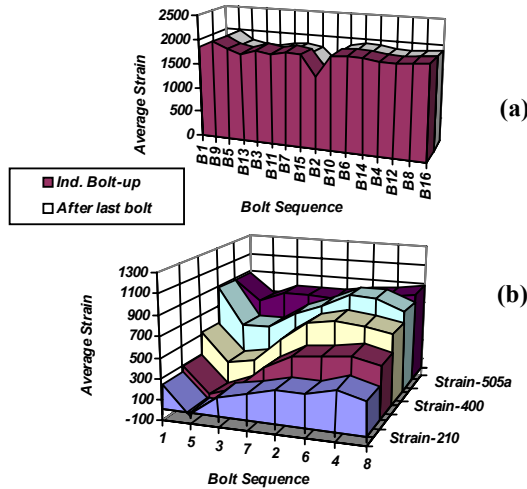 2500
2000
1500
1000
500
0
Average Strain
B1
B9
B5
B13
B3
B11
B7
B15
B2
B10
B6
B14
B4
B12
B8
B16
Bolt Sequence
(a)
Ind. Bolt-up
After last bolt
1300
1100
900
700
500
300
100
-100
Average Strain
1
5
3
7
2
6
4
8
Bolt Sequence
Strain-505a
Strain-400
Strain-210
(b)